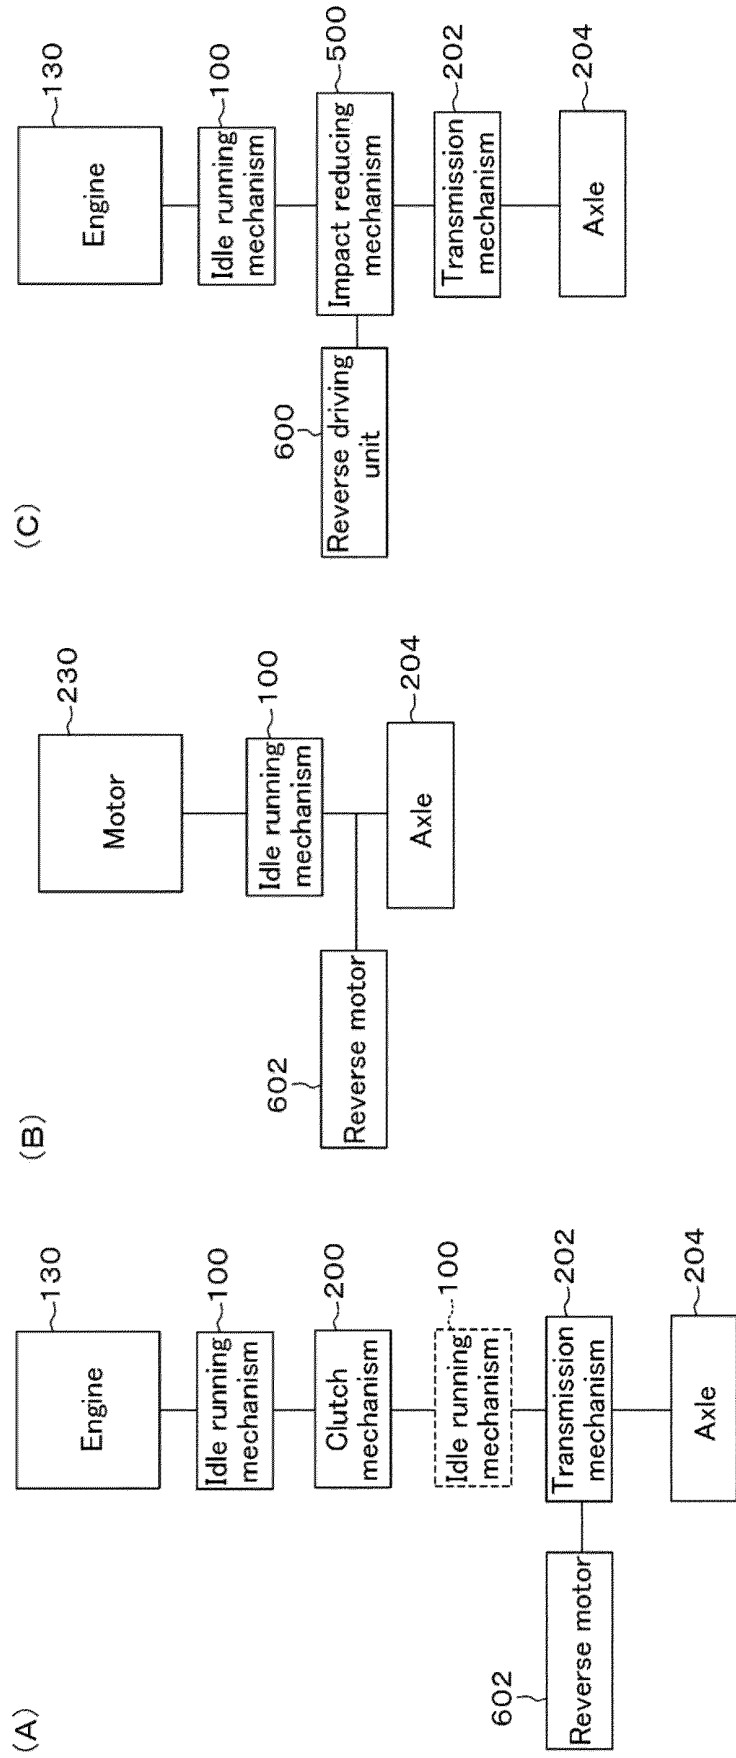 (A)
130
Engine
100
Idle running
mechanism
200
Clutch
mechanism
100
Idle running
mechanism
202
Transmission
mechanism
602
Reverse motor
204
Axle
(B)
230
Motor
100
Idle running
mechanism
602
Reverse motor
204
Axle
(C)
130
Engine
100
Idle running
mechanism
500
Impact reducing
mechanism
600
Reverse driving
unit
202
Transmission
mechanism
204
Axle